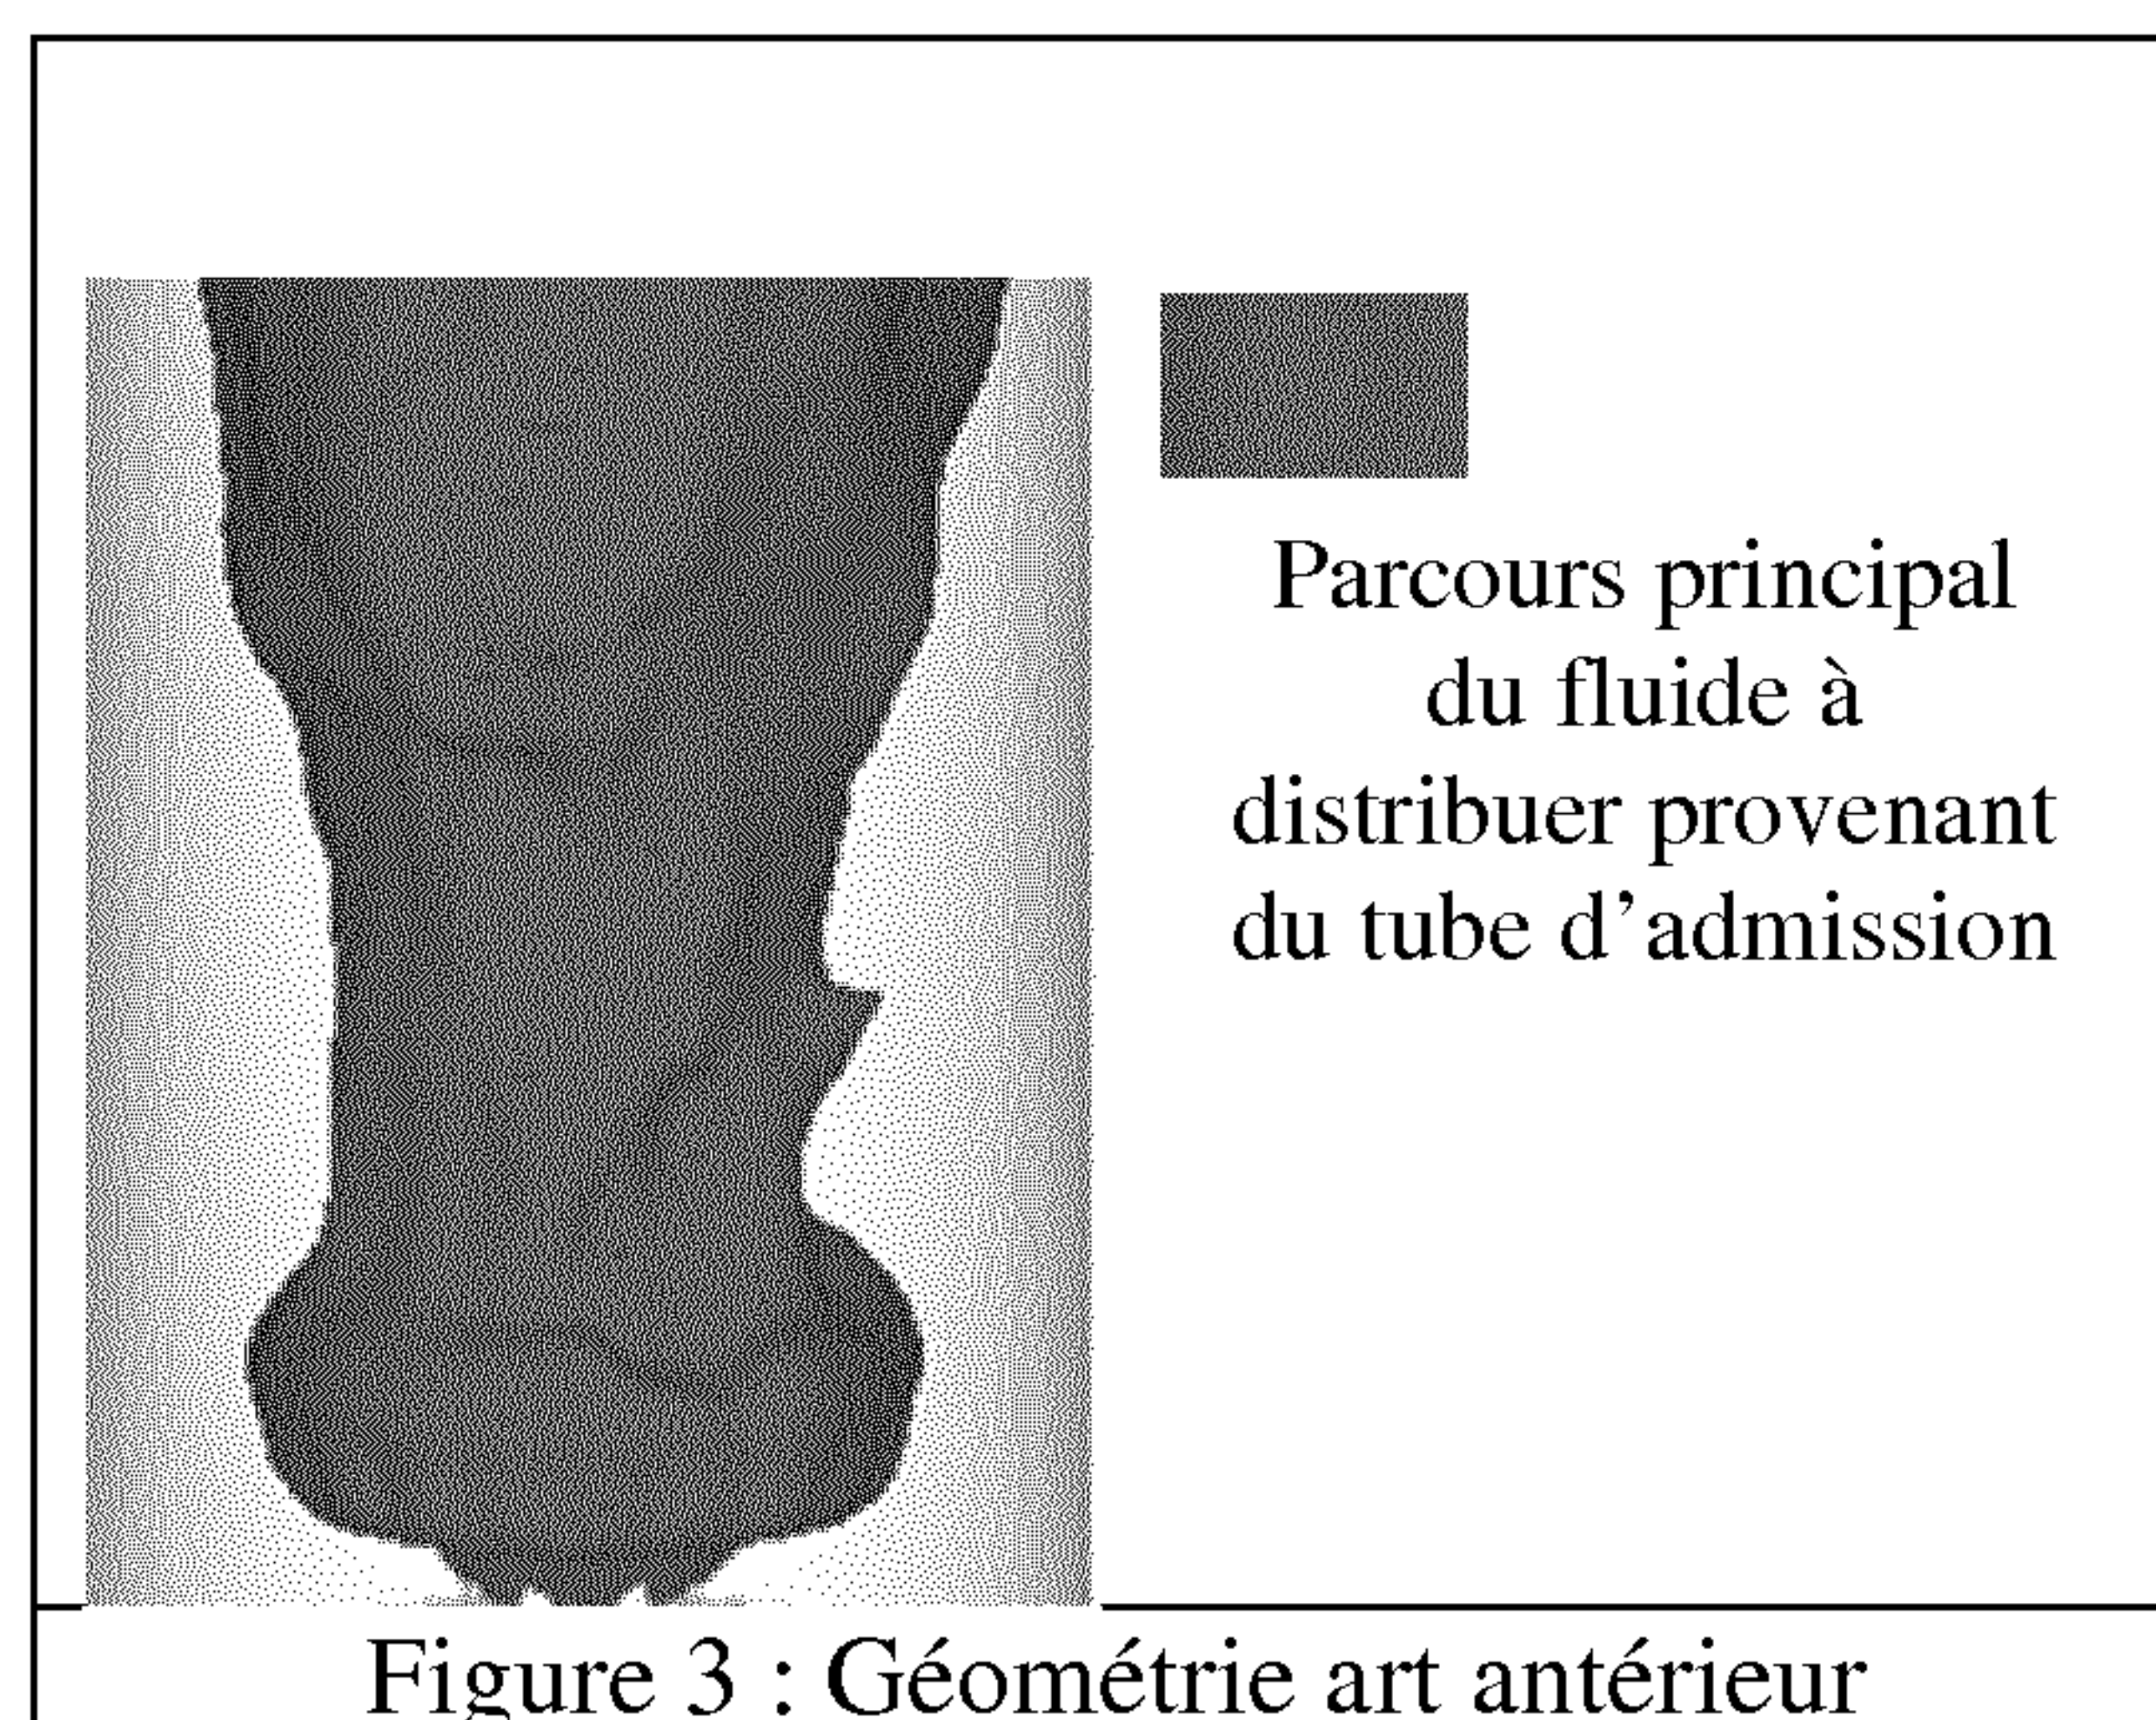 Parcours principal
du fluide à
distribuer provenant
du tube d’admission
Figure 3 : Géométrie art antérieur